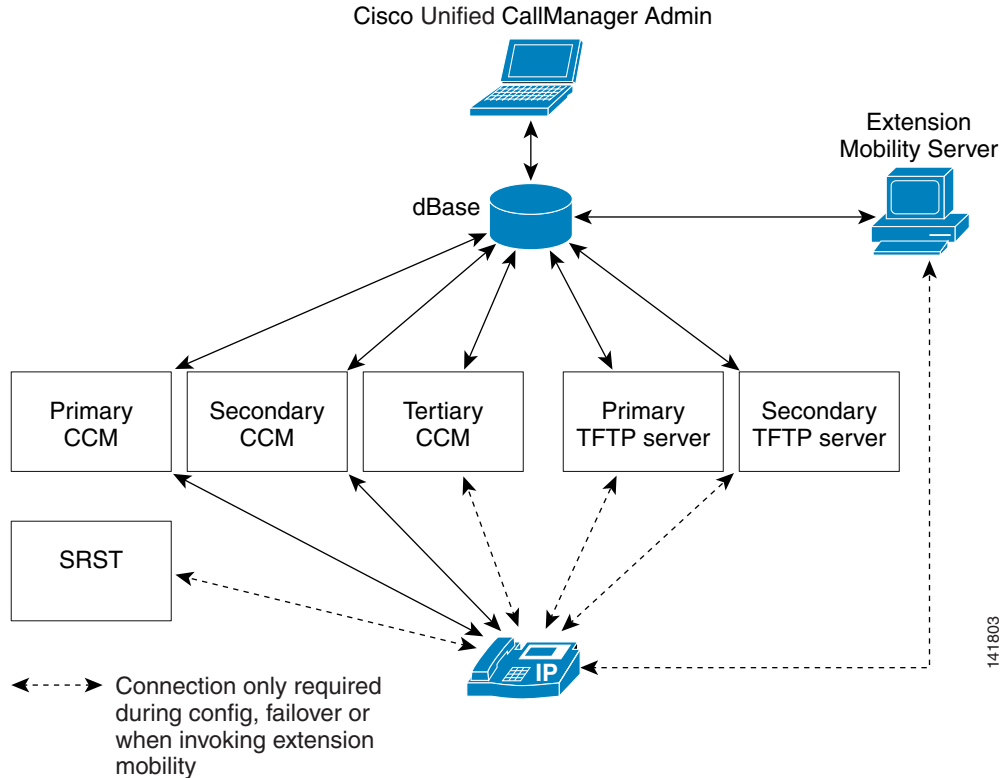 Cisco Unified CallManager Admin
Extension
Mobility Server
dBase
Primary
CCM
Secondary
CCM
Tertiary
CCM
Primary
TFTP server
Secondary
TFTP server
SRST
IP
141803
Connection only required
during config, failover or
when invoking extension
mobility